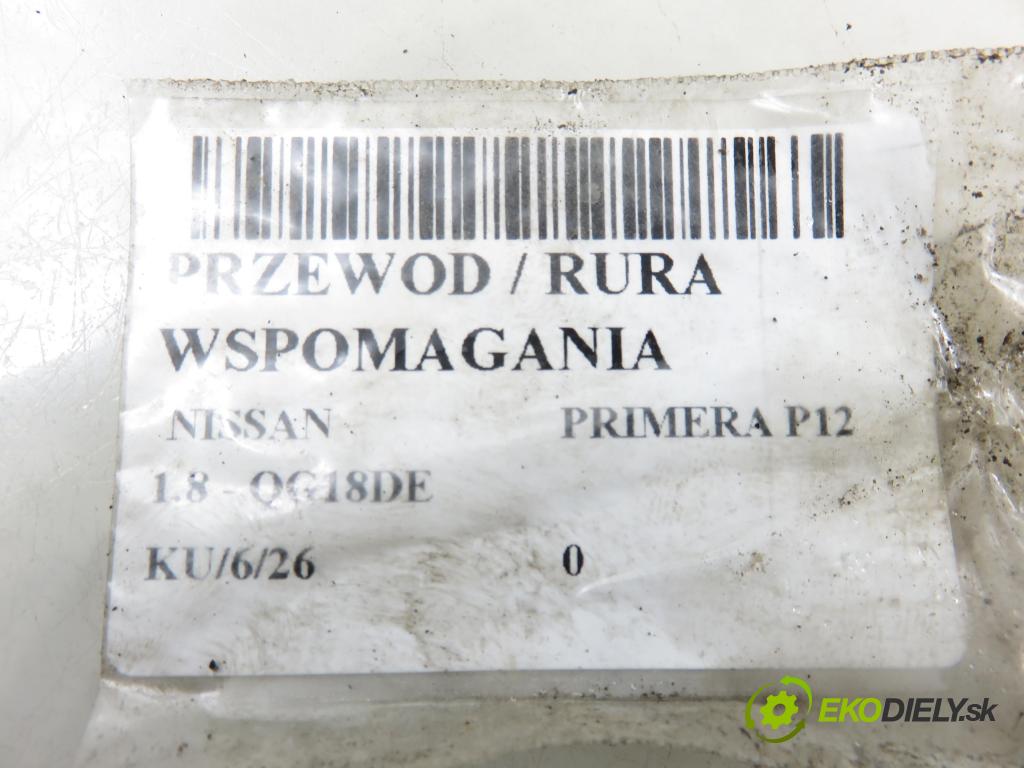 PRZEWOD / RURA
WSPOMAGANIA
NISSAN PRIMERA P12
1.8 - QG18DE
KU/6/26 0
EKODIELY.sk